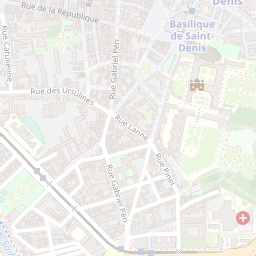 Denis
Rue de la République
Basilique
de Saint-
Denis
Rue Catulienne
Rue Gabriel Péri
Rue des Ursulines
Rue Lanne
Rue Pinel
Rue Gabriel Péri